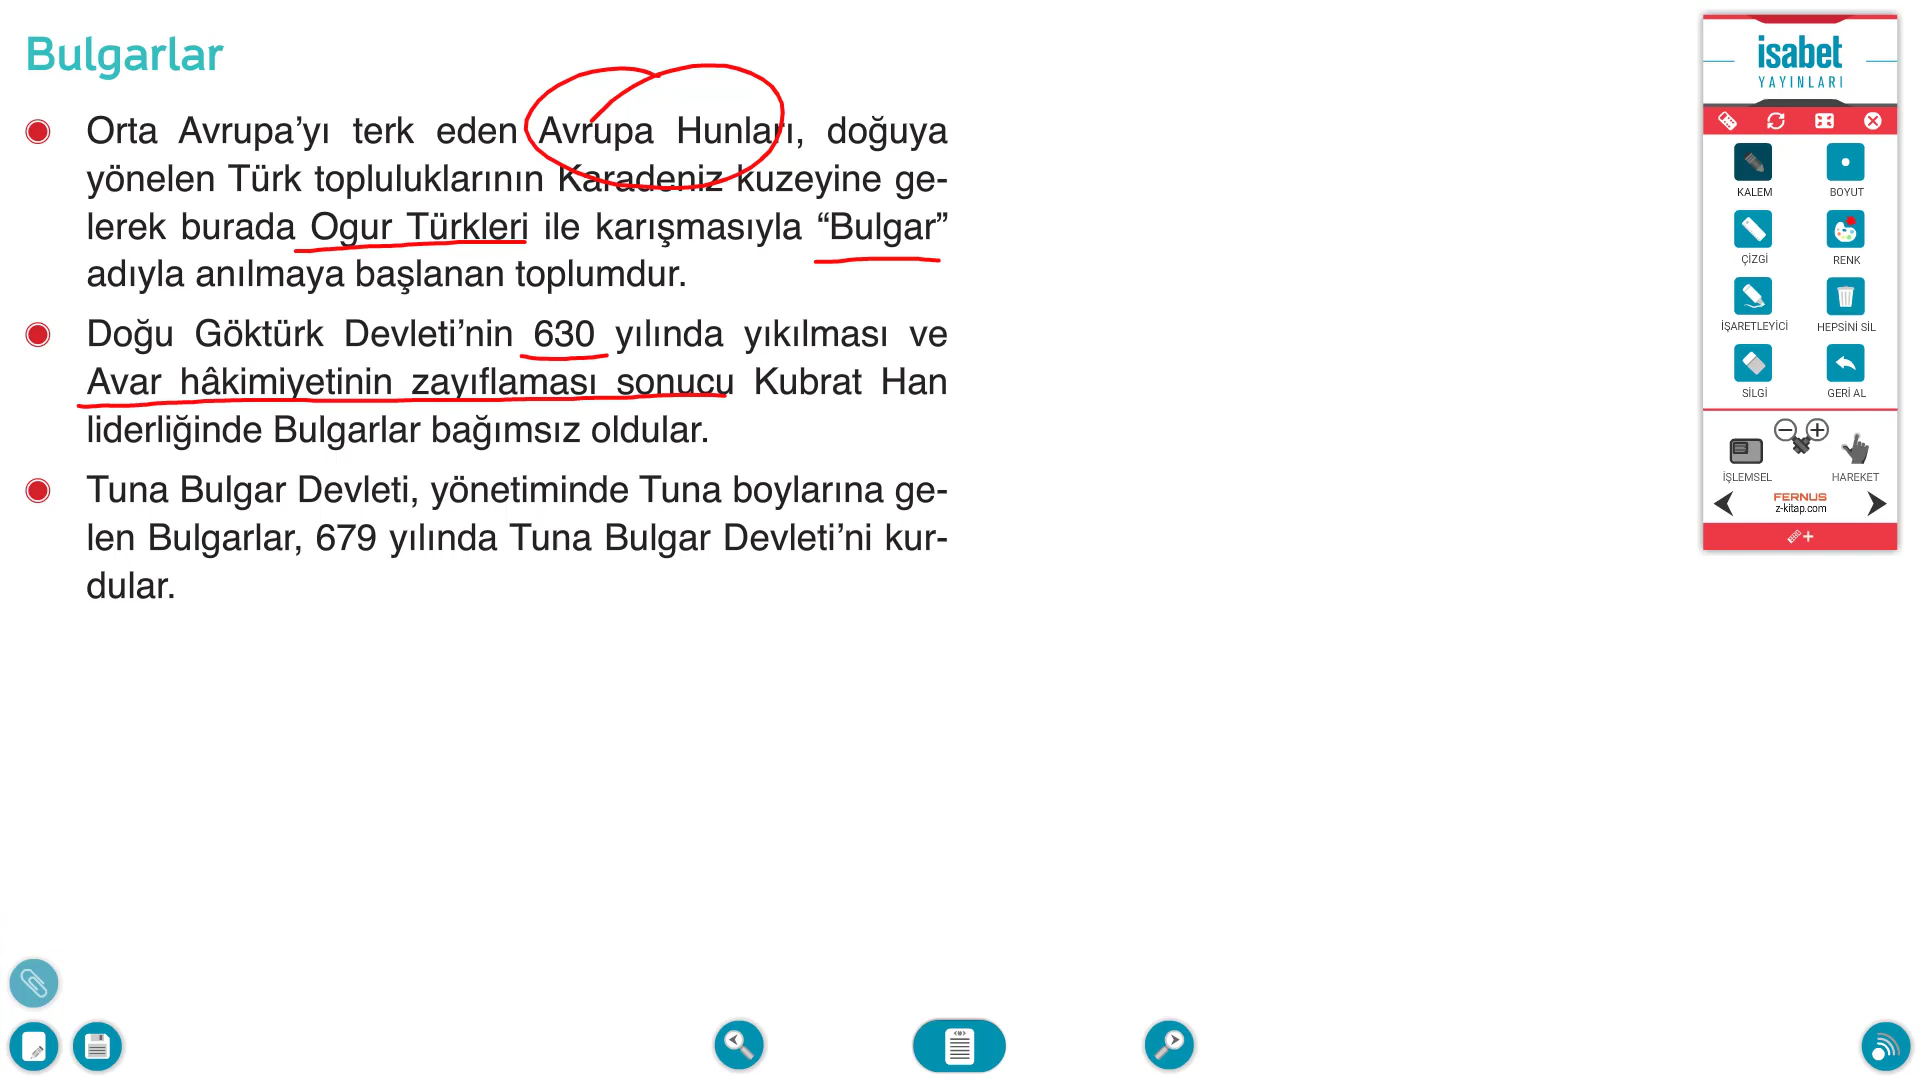 Bulgarlar
Orta Avrupa’yı terk eden Avrupa Hunları, doğuya
yönelen Türk topluluklarının Karadeniz kuzeyine ge-
lerek burada Ogur Türkleri ile karışmasıyla “Bulgar”
adıyla anılmaya başlanan toplumdur.
Doğu Göktürk Devleti’nin 630 yılında yıkılması ve
Avar hâkimiyetinin zayıflaması sonucu Kubrat Han
liderliğinde Bulgarlar bağımsız oldular.
Tuna Bulgar Devleti, yönetiminde Tuna boylarına ge-
len Bulgarlar, 679 yılında Tuna Bulgar Devleti’ni kur-
dular.
isabet
YAYINLARI
KALEM BOYUT
ÇİZGİ RENK
İŞARETLEYİCİ HEPSİNİ SİL
SİLGİ GERİ AL
İŞLEMSEL HAREKET
FERNUS
z-kitap.com